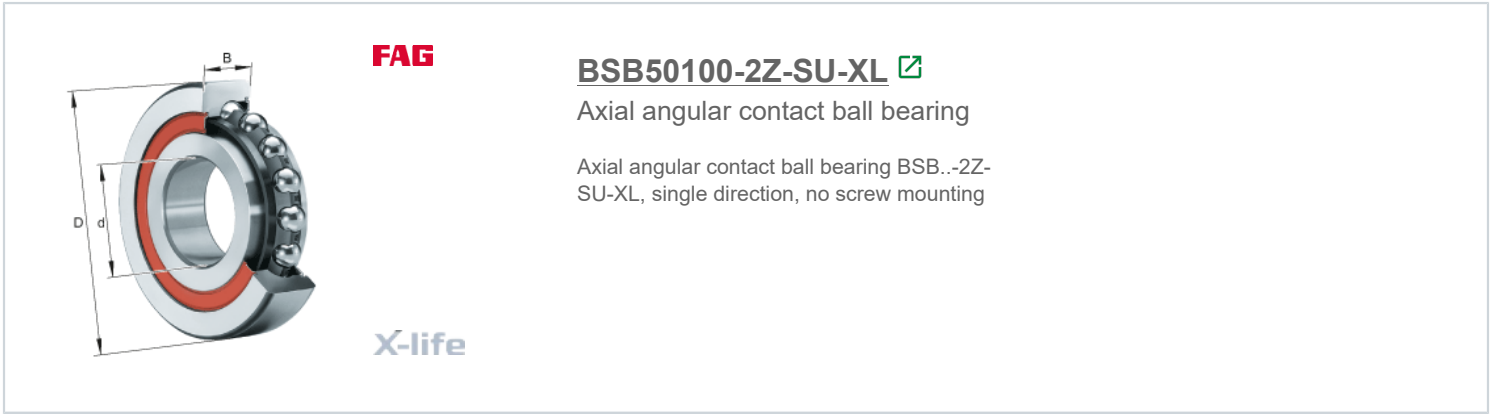 B
D
d
FAG
X-life
BSB50100-2Z-SU-XL
Axial angular contact ball bearing
Axial angular contact ball bearing BSB..-2Z-
SU-XL, single direction, no screw mounting